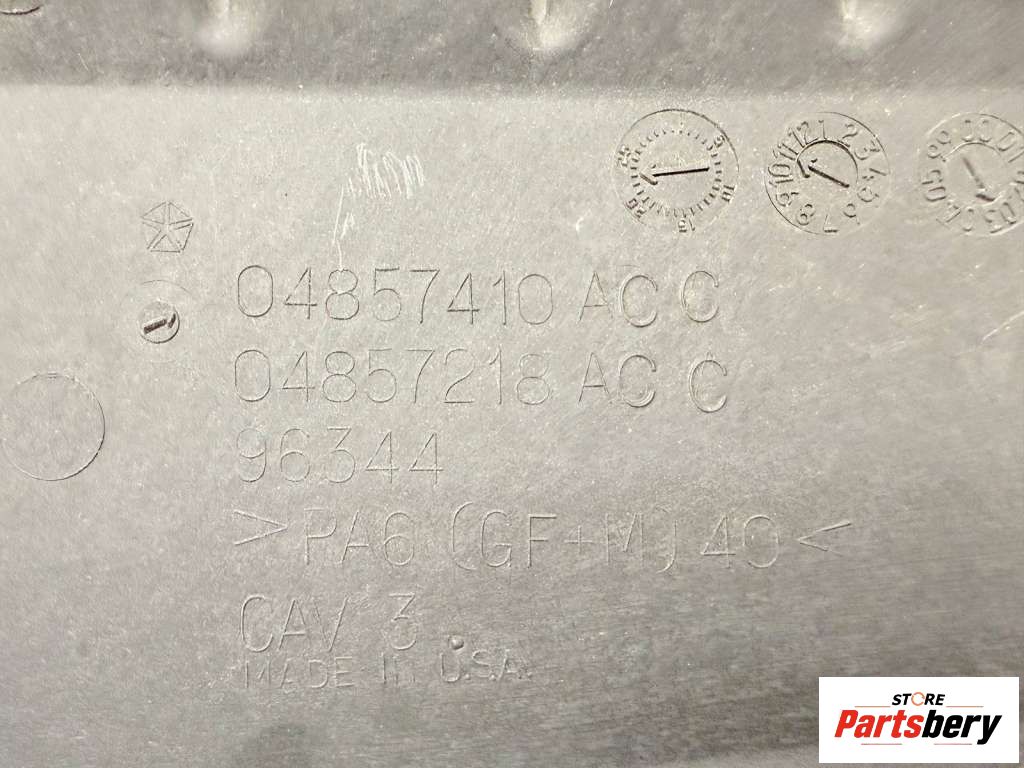 04857410 AC C
04857218 AC C
96344
>PA6 (GF+M) 40<
CAV 3
MADE IN U.S.A.
STORE
Partsbery